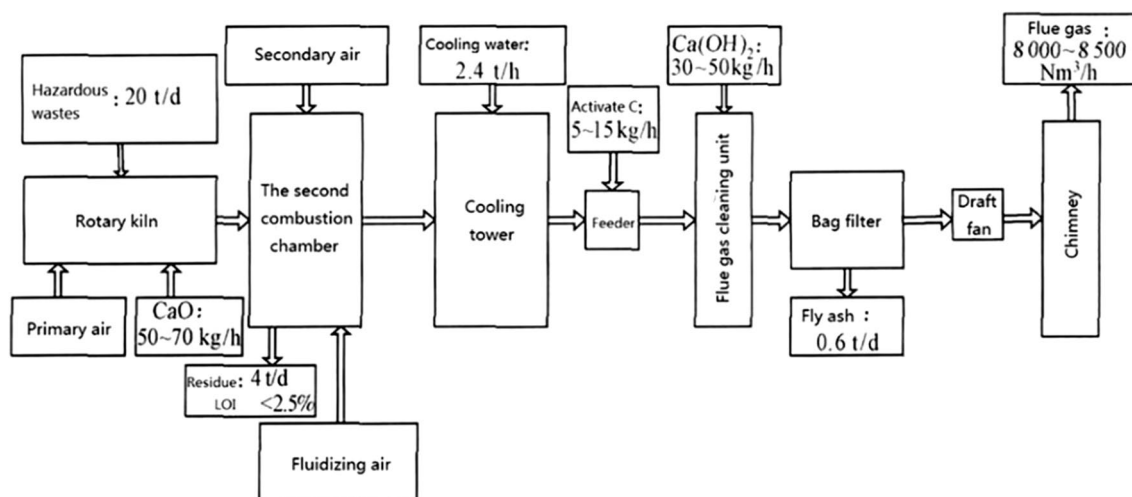 Hazardous wastes : 20 t/d
Secondary air
Cooling water:
2.4 t/h
Activate C:
5~15kg/h
Ca(OH)₂:
30~50kg/h
Flue gas :
8 000~8 500
Nm³/h
Rotary kiln
The second
combustion
chamber
Cooling
tower
Feeder
Flue gas cleaning unit
Bag filter
Draft
fan
Chimney
Primary air
CaO:
50~70 kg/h
Residue: 4 t/d
LOI <2.5%
Fluidizing air
Fly ash :
0.6 t/d